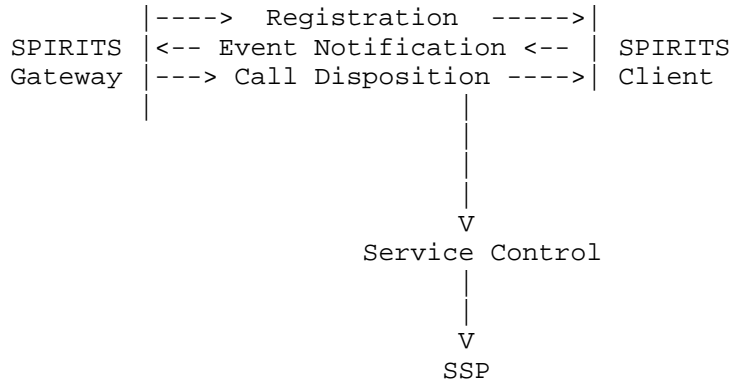 |----> Registration ----->|
SPIRITS |<-- Event Notification <-- | SPIRITS
Gateway |---> Call Disposition ---->| Client
V
Service Control
V
SSP